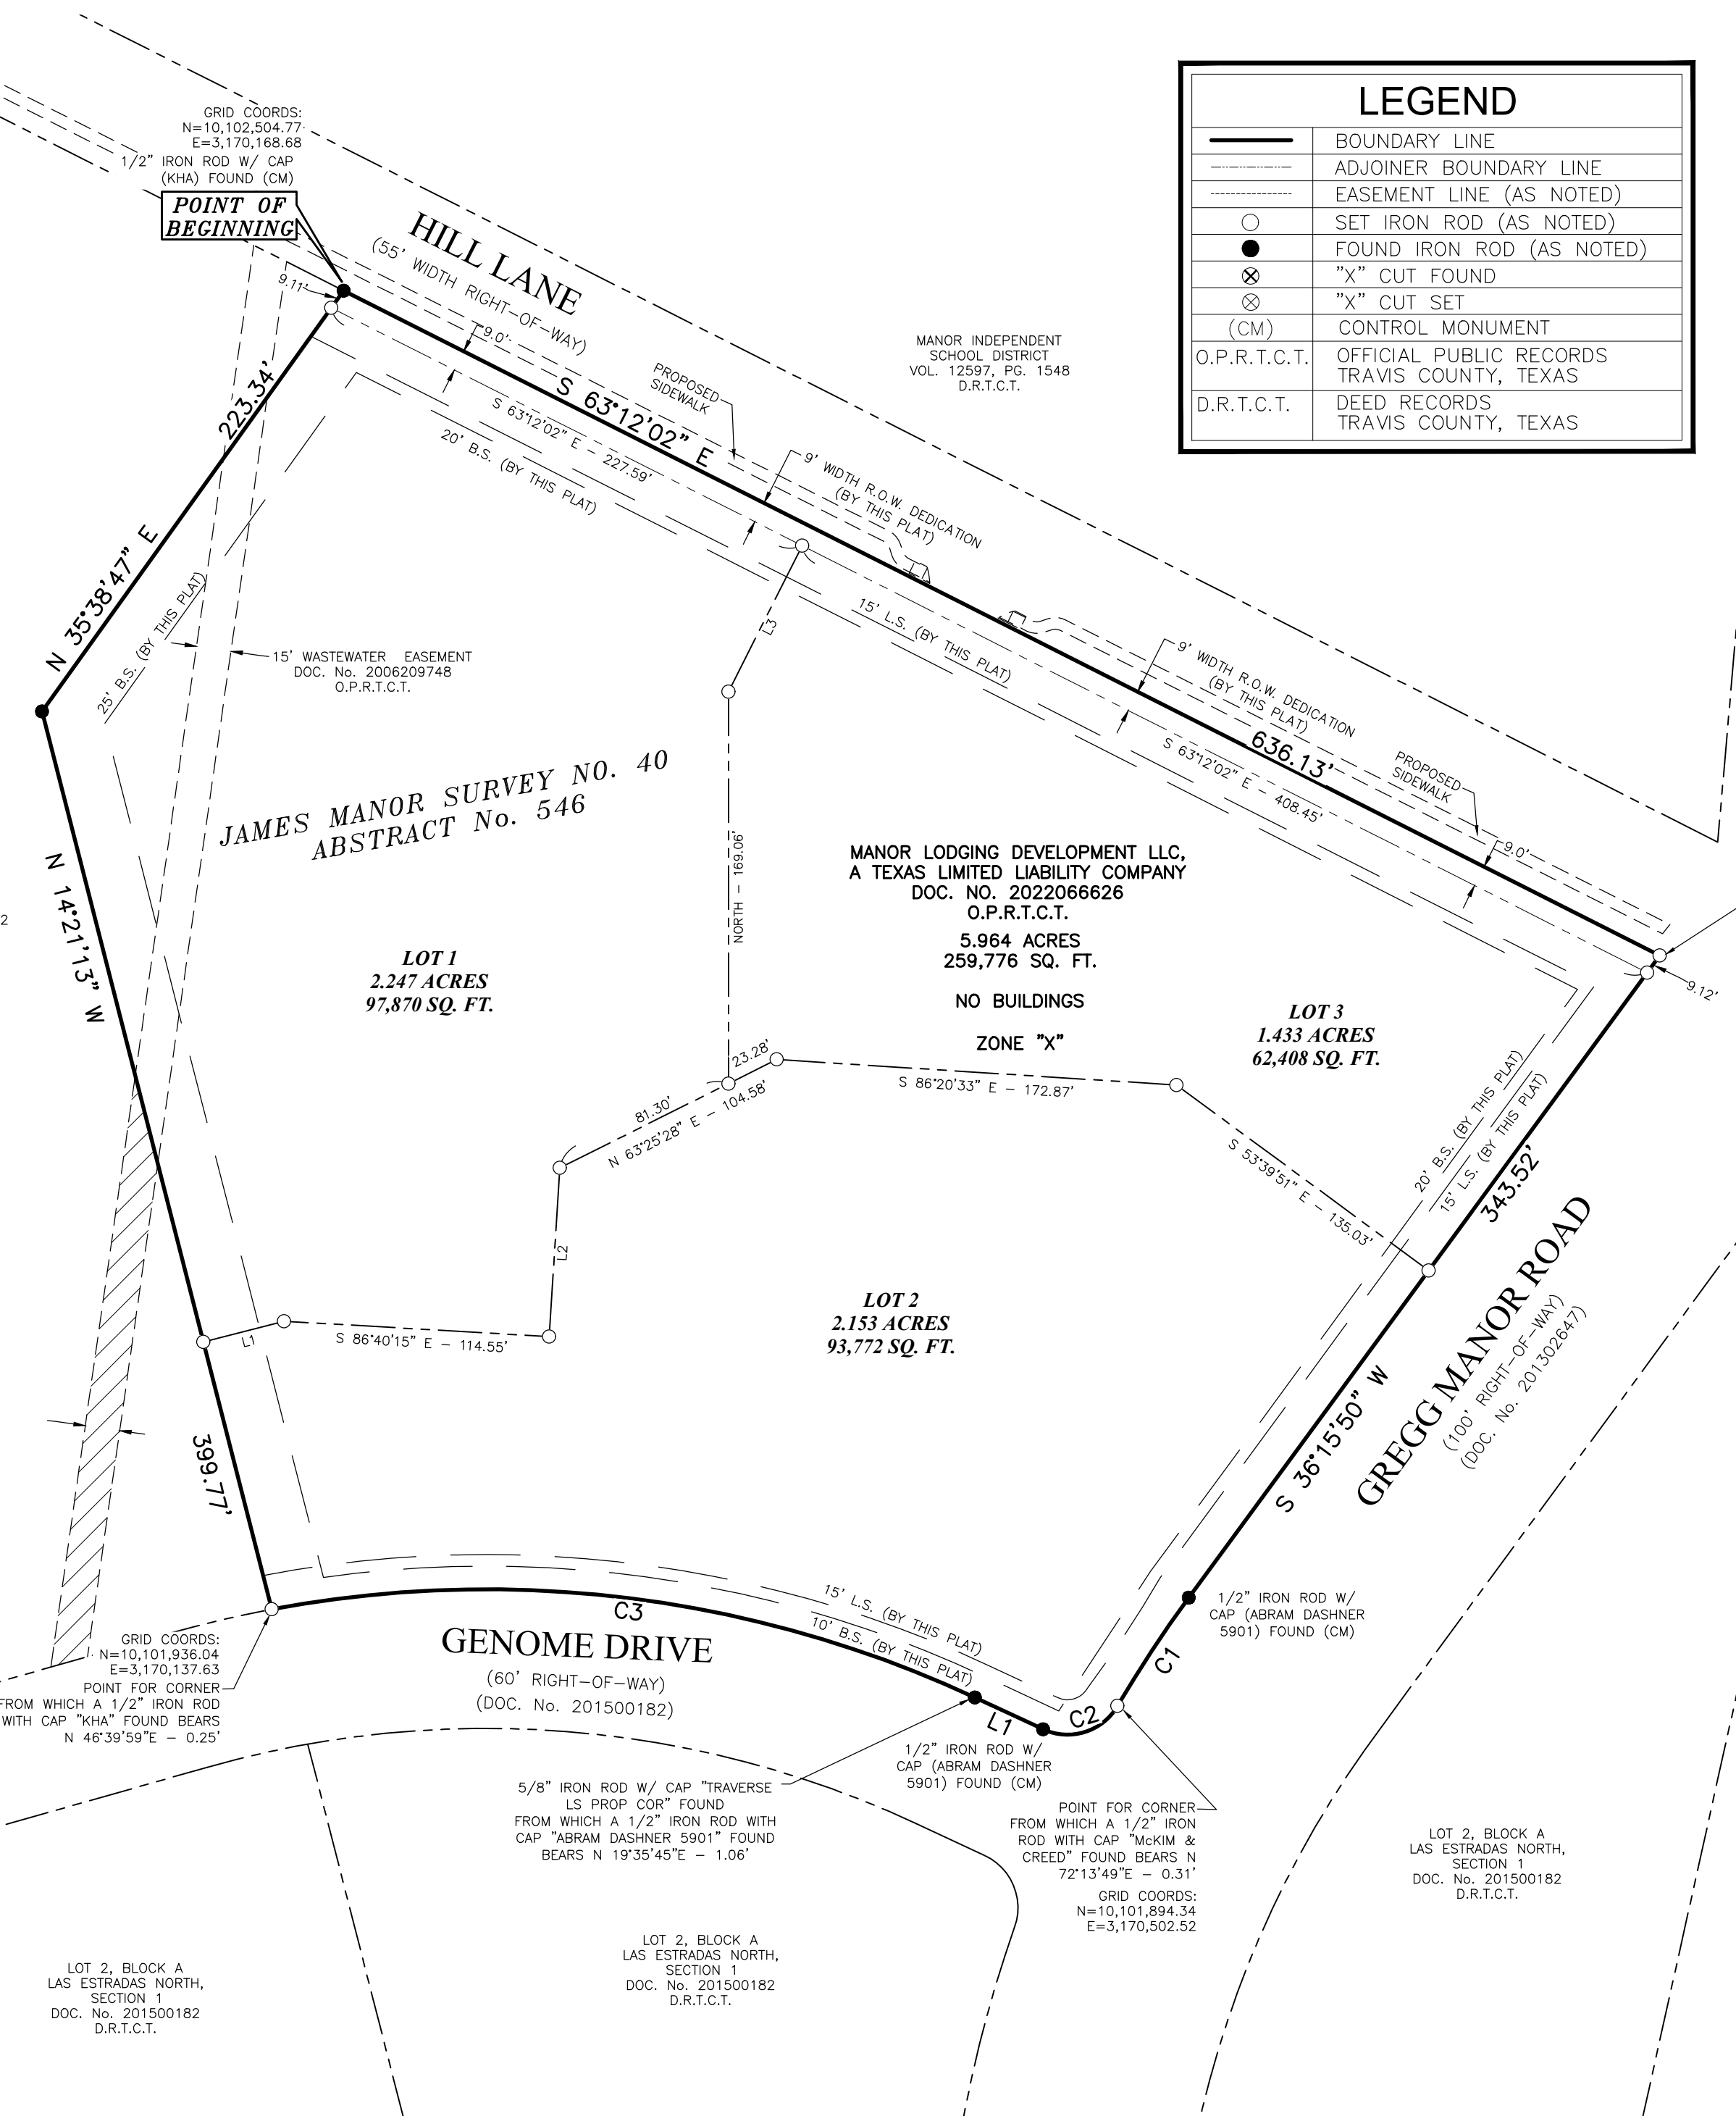 LEGEND
BOUNDARY LINE
ADJOINER BOUNDARY LINE
EASEMENT LINE (AS NOTED)
SET IRON ROD (AS NOTED)
FOUND IRON ROD (AS NOTED)
"X" CUT FOUND
"X" CUT SET
(CM) CONTROL MONUMENT
O.P.R.T.C.T. OFFICIAL PUBLIC RECORDS
TRAVIS COUNTY, TEXAS
D.R.T.C.T. DEED RECORDS
TRAVIS COUNTY, TEXAS
GRID COORDS:
N=10,102,504.77
E=3,170,168.68
1/2" IRON ROD W/ CAP
(KHA) FOUND (CM)
POINT OF
BEGINNING
HILL LANE
(55' WIDTH RIGHT-OF-WAY)
9.11'
9.0'
S 63°12'02" E
S 63°12'02" E - 227.59'
20' B.S. (BY THIS PLAT)
PROPOSED
SIDEWALK
MANOR INDEPENDENT
SCHOOL DISTRICT
VOL. 12597, PG. 1548
D.R.T.C.T.
9' WIDTH R.O.W. DEDICATION
(BY THIS PLAT)
15' L.S. (BY THIS PLAT)
9' WIDTH R.O.W. DEDICATION
(BY THIS PLAT)
636.13'
S 63°12'02" E - 408.45'
PROPOSED
SIDEWALK
9.0'
9.12'
223.34'
N 35°38'47" E
25' B.S. (BY THIS PLAT)
15' WASTEWATER EASEMENT
DOC. No. 2006209748
O.P.R.T.C.T.
L3
NORTH - 169.06'
JAMES MANOR SURVEY NO. 40
ABSTRACT No. 546
MANOR LODGING DEVELOPMENT LLC,
A TEXAS LIMITED LIABILITY COMPANY
DOC. NO. 2022066626
O.P.R.T.C.T.
5.964 ACRES
259,776 SQ. FT.
NO BUILDINGS
ZONE "X"
2
N 14°21'13" W
LOT 1
2.247 ACRES
97,870 SQ. FT.
LOT 3
1.433 ACRES
62,408 SQ. FT.
23.28'
81.30'
N 63°25'28" E - 104.58'
S 86°20'33" E - 172.87'
S 53°39'51" E - 135.03'
20' B.S. (BY THIS PLAT)
15' L.S. (BY THIS PLAT)
343.52'
L2
L1
S 86°40'15" E - 114.55'
LOT 2
2.153 ACRES
93,772 SQ. FT.
S 36°15'50" W
GREGG MANOR ROAD
(100' RIGHT-OF-WAY)
(DOC. No. 201302647)
399.77'
15' L.S. (BY THIS PLAT)
10' B.S. (BY THIS PLAT)
C3
GENOME DRIVE
(60' RIGHT-OF-WAY)
(DOC. No. 201500182)
L1
C2
C1
1/2" IRON ROD W/
CAP (ABRAM DASHNER
5901) FOUND (CM)
GRID COORDS:
N=10,101,936.04
E=3,170,137.63
POINT FOR CORNER
FROM WHICH A 1/2" IRON ROD
WITH CAP "KHA" FOUND BEARS
N 46°39'59"E - 0.25'
1/2" IRON ROD W/
CAP (ABRAM DASHNER
5901) FOUND (CM)
5/8" IRON ROD W/ CAP "TRAVERSE
LS PROP COR" FOUND
FROM WHICH A 1/2" IRON ROD WITH
CAP "ABRAM DASHNER 5901" FOUND
BEARS N 19°35'45"E - 1.06'
POINT FOR CORNER
FROM WHICH A 1/2" IRON
ROD WITH CAP "McKIM &
CREED" FOUND BEARS N
72°13'49"E - 0.31'
GRID COORDS:
N=10,101,894.34
E=3,170,502.52
LOT 2, BLOCK A
LAS ESTRADAS NORTH,
SECTION 1
DOC. No. 201500182
D.R.T.C.T.
LOT 2, BLOCK A
LAS ESTRADAS NORTH,
SECTION 1
DOC. No. 201500182
D.R.T.C.T.
LOT 2, BLOCK A
LAS ESTRADAS NORTH,
SECTION 1
DOC. No. 201500182
D.R.T.C.T.